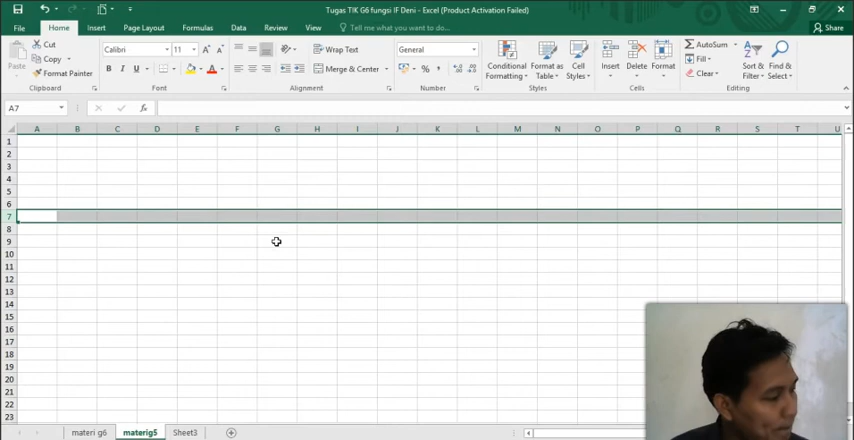 Tugas TIK G6 fungsi IF Deni - Excel (Product Activation Failed)
File Home Insert Page Layout Formulas Data Review View Tell me what you want to do... Share
Paste Cut Copy Format Painter
Calibri 11 A A B I U A
Wrap Text Merge & Center
General % ,
Conditional Formatting Format as Table Cell Styles
Insert Delete Format
AutoSum Fill Clear Sort & Filter Find & Select
Clipboard Font Alignment Number Styles Cells Editing
A7 fx
A B C D E F G H I J K L M N O P Q R S T U
1
2
3
4
5
6
7
8
9
10
11
12
13
14
15
16
17
18
19
20
21
22
23
materi g6 materig5 Sheet3